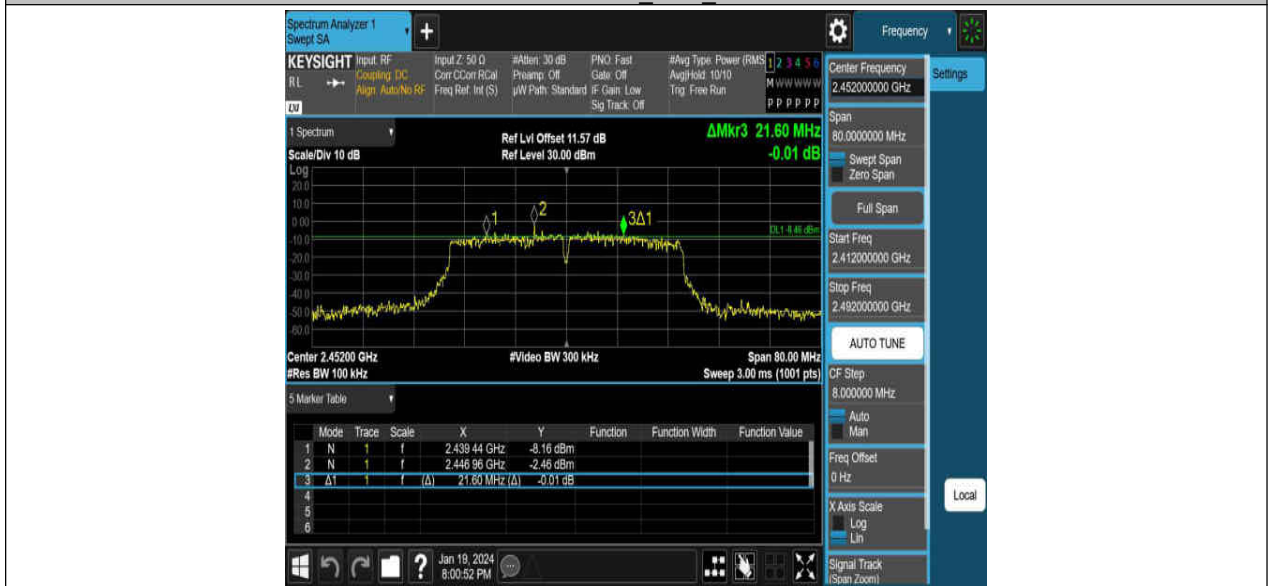 Spectrum Analyzer 1
Swept SA
+
Frequency
KEYSIGHT
RL
LXI
Input: RF
Coupling: DC
Align: Auto/No RF
Input Z: 50 Ω
Corr CCorr RCal
Freq Ref: Int (S)
#Atten: 30 dB
Preamp: Off
µW Path: Standard
PNO: Fast
Gate: Off
IF Gain: Low
Sig Track: Off
#Avg Type: Power (RMS
Avg|Hold: 10/10
Trig: Free Run
1 2 3 4 5 6
M W W W W W
P P P P P P
1 Spectrum
Scale/Div 10 dB
Ref Lvl Offset 11.57 dB
Ref Level 30.00 dBm
ΔMkr3 21.60 MHz
-0.01 dB
Log
20.0
10.0
0.00
-10.0
-20.0
-30.0
-40.0
-50.0
-60.0
1
2
3Δ1
DL1 -8.46 dBm
Center 2.45200 GHz
#Res BW 100 kHz
#Video BW 300 kHz
Span 80.00 MHz
Sweep 3.00 ms (1001 pts)
5 Marker Table
Mode Trace Scale X Y Function Function Width Function Value
1 N 1 f 2.439 44 GHz -8.16 dBm
2 N 1 f 2.446 96 GHz -2.46 dBm
3 Δ1 1 f (Δ) 21.60 MHz (Δ) -0.01 dB
4
5
6
Center Frequency
2.452000000 GHz
Settings
Span
80.0000000 MHz
Swept Span
Zero Span
Full Span
Start Freq
2.412000000 GHz
Stop Freq
2.492000000 GHz
AUTO TUNE
CF Step
8.000000 MHz
Auto
Man
Freq Offset
0 Hz
X Axis Scale
Log
Lin
Local
Signal Track
(Span Zoom)
?
Jan 19, 2024
8:00:52 PM